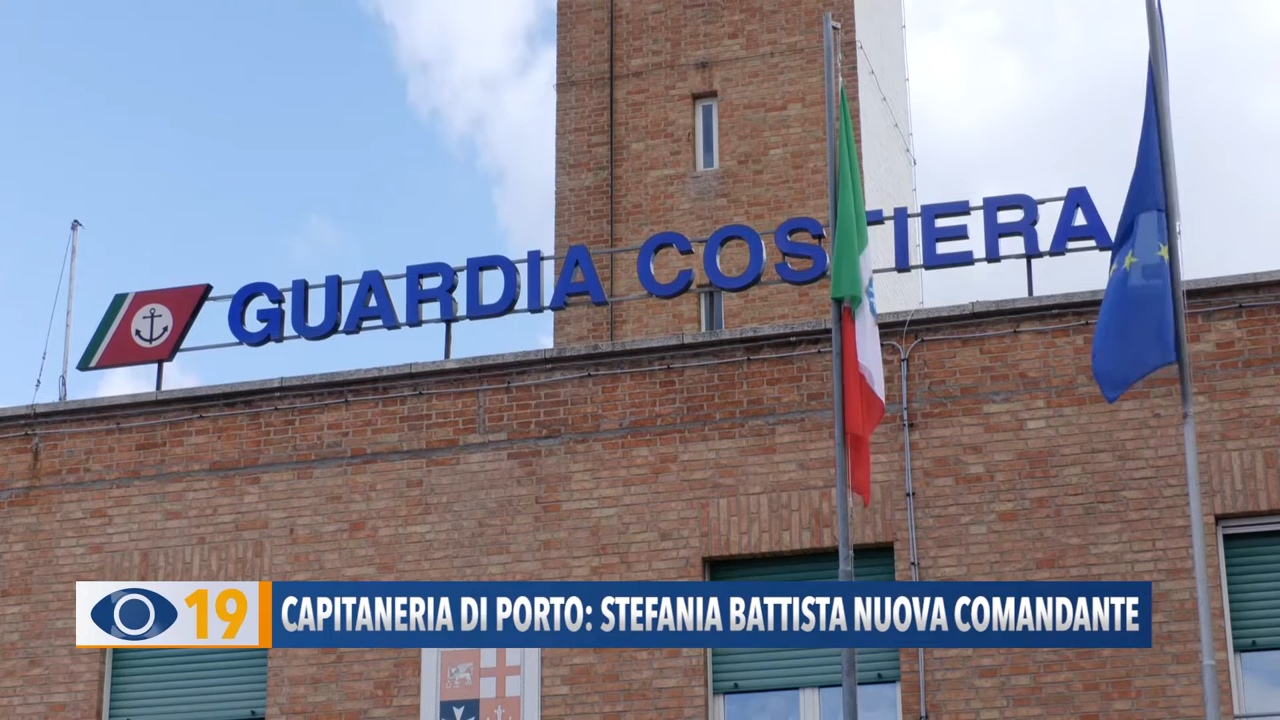 GUARDIA COSTIERA
19 CAPITANERIA DI PORTO: STEFANIA BATTISTA NUOVA COMANDANTE